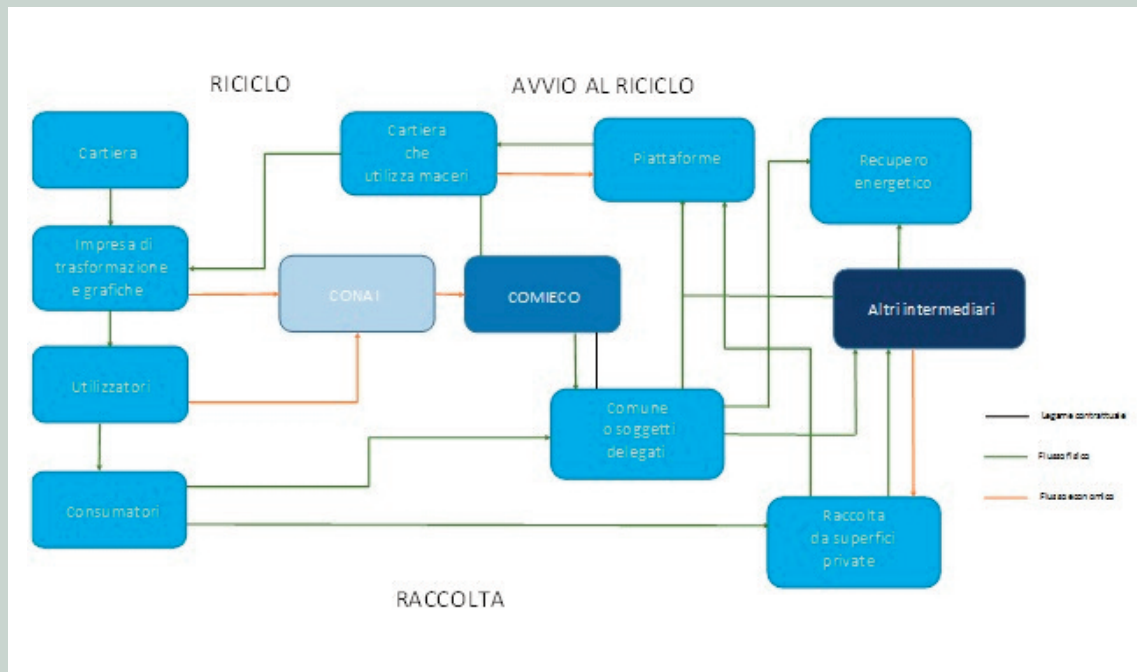 RICICLO
AVVIO AL RICICLO
Cartiera
Cartiera
che
utilizza maceri
Piattaforme
Recupero
energetico
Impresa di
trasformazione
e grafiche
CONAI
COMIECO
Altri intermediari
Utilizzatori
Comune
o soggetti
delegati
Legame contrattuale
Flusso fisico
Flusso economico
Consumatori
Raccolta
da superfici
private
RACCOLTA